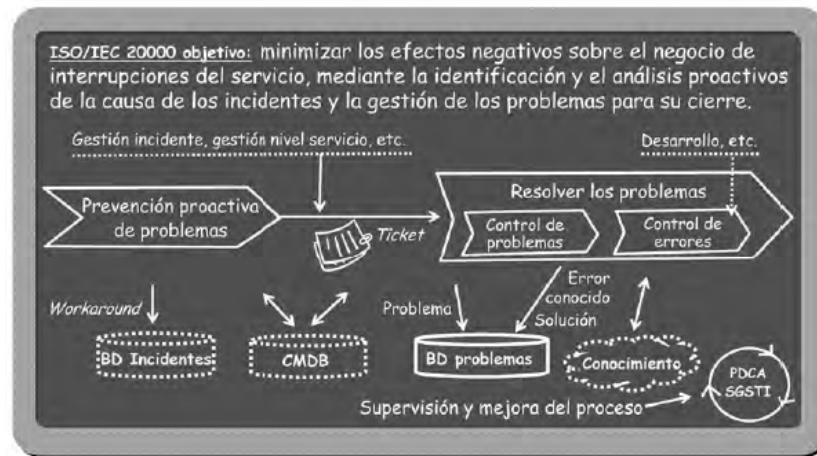 ISO/IEC 20000 objetivo: minimizar los efectos negativos sobre el negocio de
interrupciones del servicio, mediante la identificación y el análisis proactivos
de la causa de los incidentes y la gestión de los problemas para su cierre.
Gestión incidente, gestión nivel servicio, etc.
Desarrollo, etc.
Prevención proactiva
de problemas
Ticket
Resolver los problemas
Control de
problemas
Control de
errores
Workaround
Problema
Error
conocido
Solución
BD Incidentes
CMDB
BD problemas
Conocimiento
PDCA
SGSTI
Supervisión y mejora del proceso